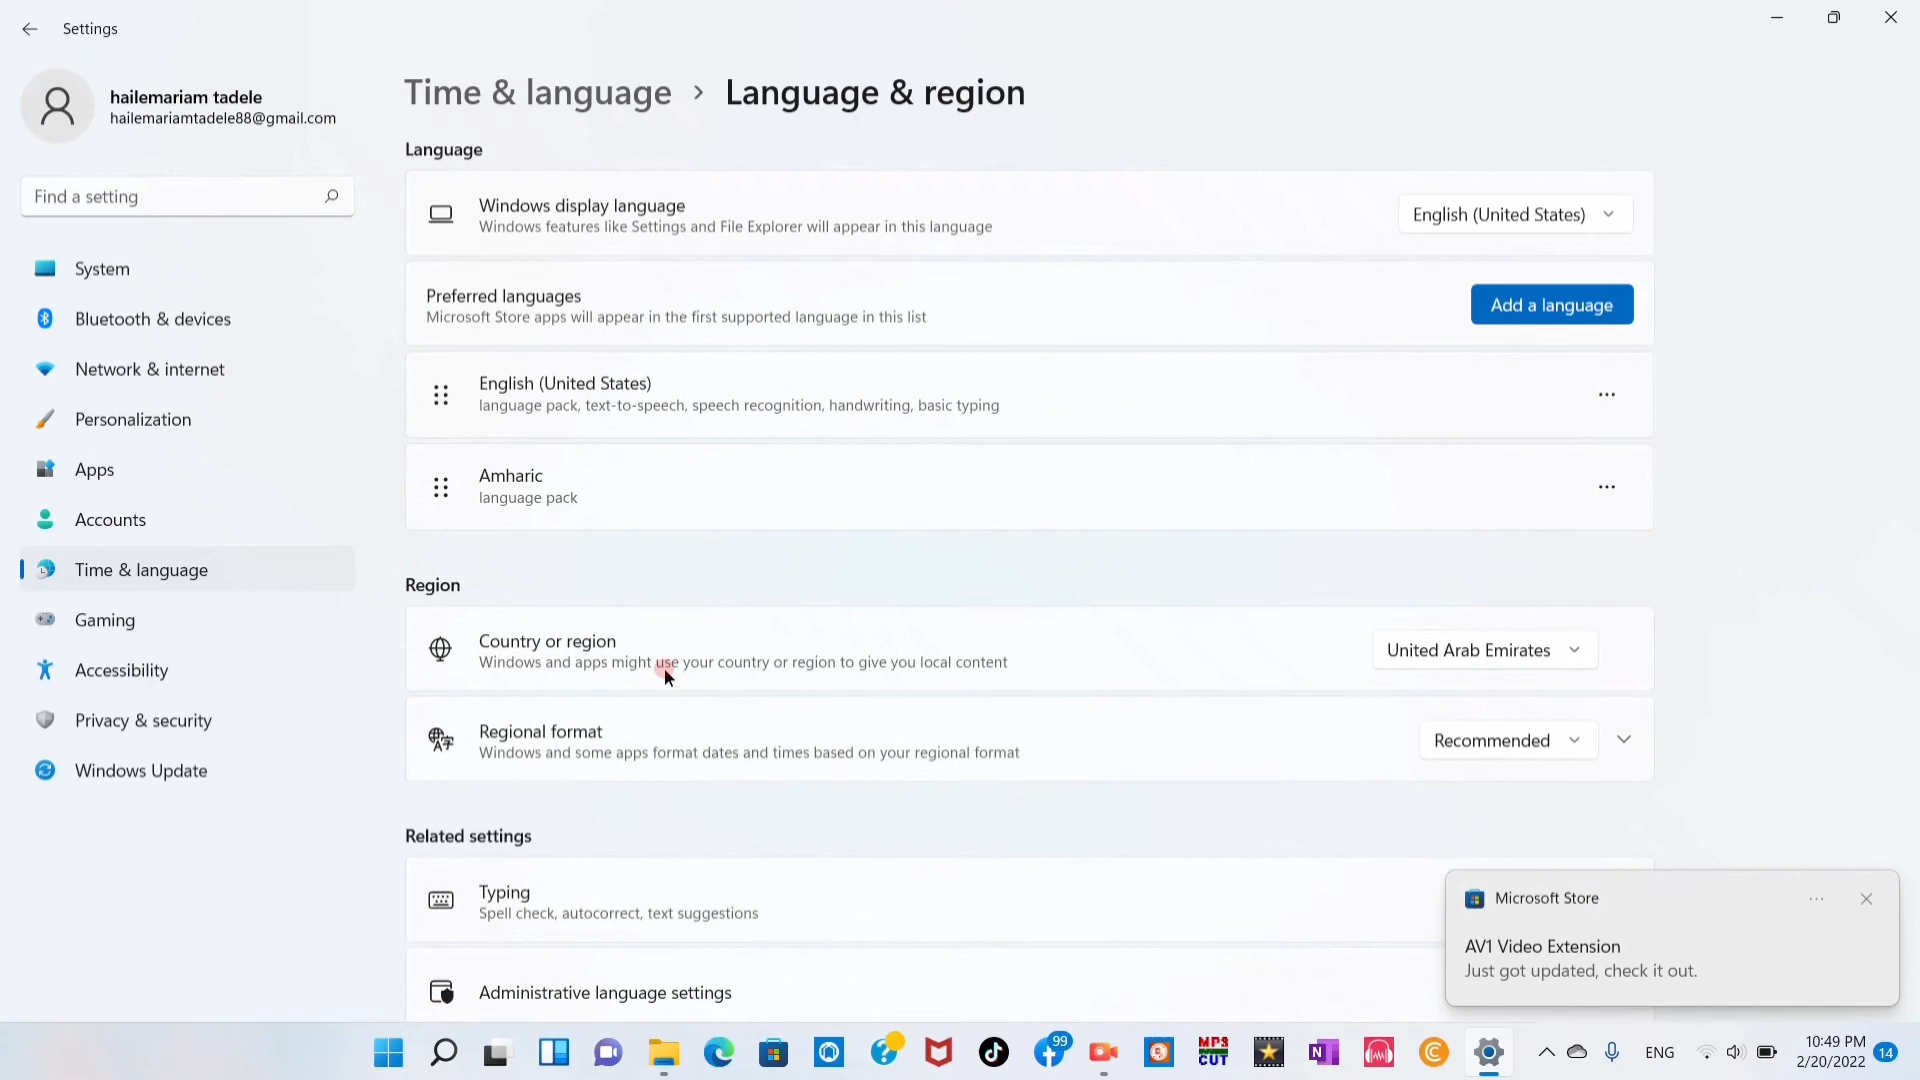 Settings
hailemariam tadele
hailemariamtadele88@gmail.com
Find a setting
System
Bluetooth & devices
Network & internet
Personalization
Apps
Accounts
Time & language
Gaming
Accessibility
Privacy & security
Windows Update
Time & language > Language & region
Language
Windows display language
Windows features like Settings and File Explorer will appear in this language
English (United States)
Preferred languages
Microsoft Store apps will appear in the first supported language in this list
Add a language
English (United States)
language pack, text-to-speech, speech recognition, handwriting, basic typing
Amharic
language pack
Region
Country or region
Windows and apps might use your country or region to give you local content
United Arab Emirates
Regional format
Windows and some apps format dates and times based on your regional format
Recommended
Related settings
Typing
Spell check, autocorrect, text suggestions
Administrative language settings
Microsoft Store
AV1 Video Extension
Just got updated, check it out.
99
MP3
CUT
N
ENG
10:49 PM
2/20/2022
14